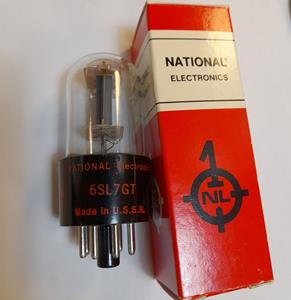 NATIONAL
ELECTRONICS
NL
NATIONAL Electronics
6SL7GT
Made in U.S.S.R.